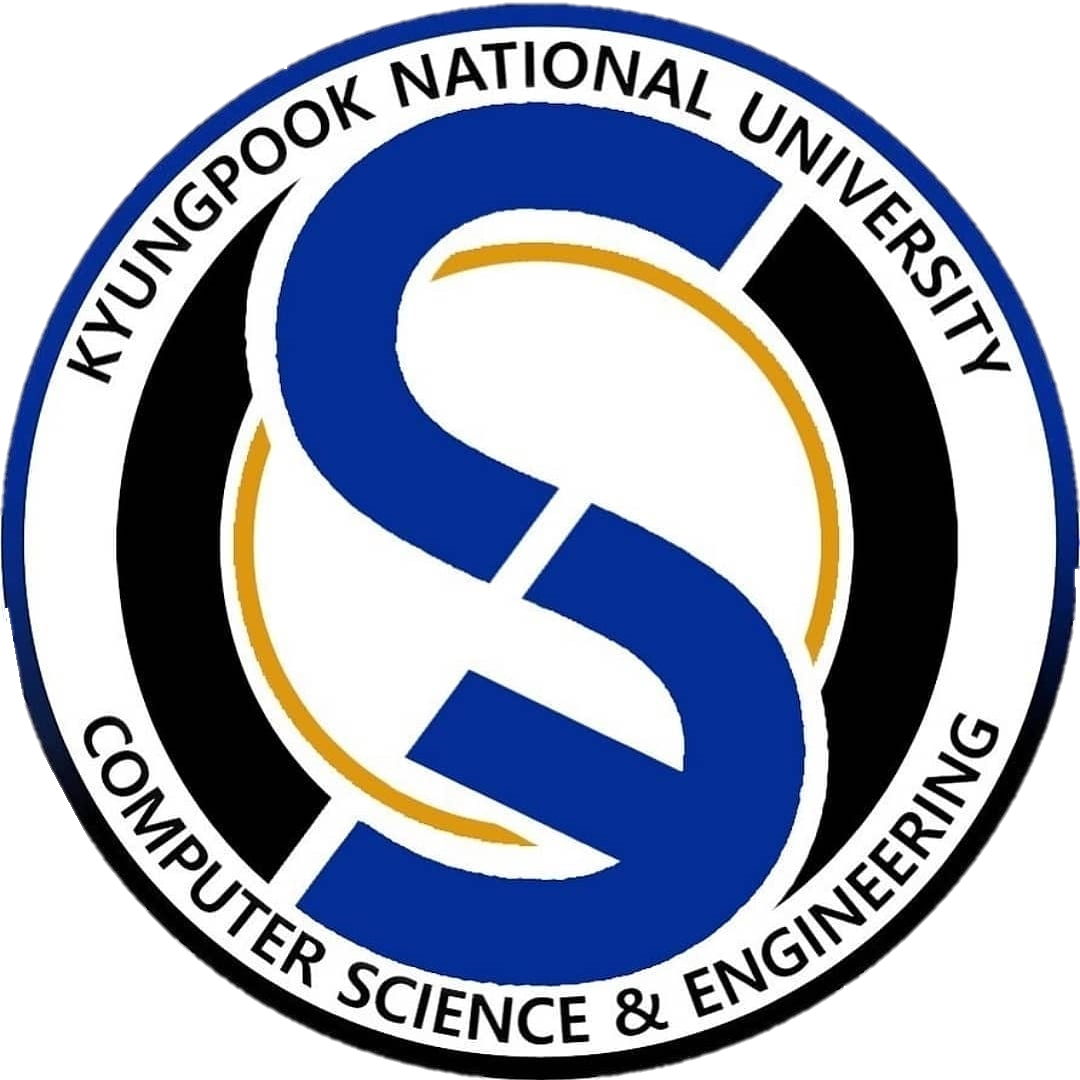 KYUNGPOOK NATIONAL UNIVERSITY
COMPUTER SCIENCE & ENGINEERING